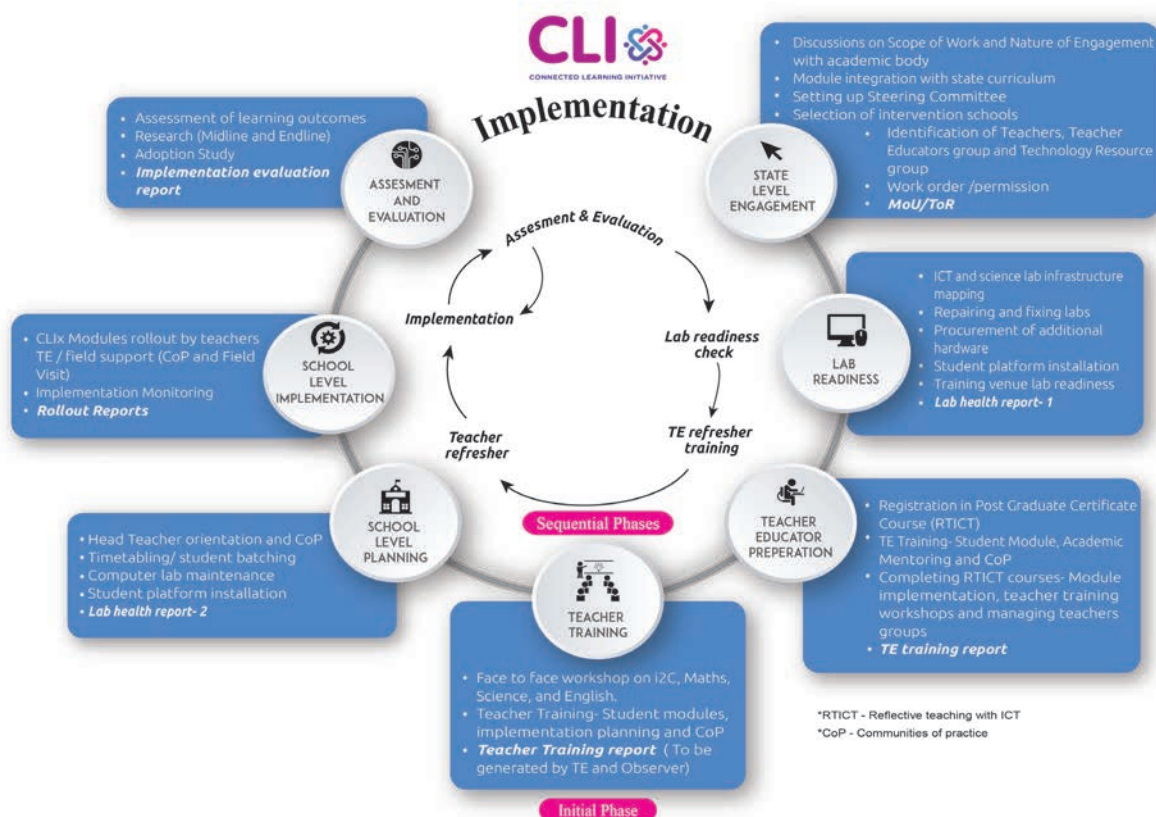 CLI
CONNECTED LEARNING INITIATIVE
Implementation
• Discussions on Scope of Work and Nature of Engagement
with academic body
• Module integration with state curriculum
• Setting up Steering Committee
• Selection of intervention schools
• Identification of Teachers, Teacher
Educators group and Technology Resource
group
• Work order /permission
• MoU/ToR
STATE
LEVEL
ENGAGEMENT
• ICT and science lab infrastructure
mapping
• Repairing and fixing labs
• Procurement of additional
hardware
• Student platform installation
• Training venue lab readiness
• Lab health report- 1
LAB
READINESS
• Registration in Post Graduate Certificate
Course (RTICT)
• TE Training- Student Module, Academic
Mentoring and CoP
• Completing RTICT courses- Module
implementation, teacher training
workshops and managing teachers
groups
• TE training report
TEACHER
EDUCATOR
PREPARATION
TEACHER
TRAINING
• Face to face workshop on i2C, Maths,
Science, and English.
• Teacher Training- Student modules,
implementation planning and CoP
• Teacher Training report ( To be
generated by TE and Observer)
Initial Phase
SCHOOL
LEVEL
PLANNING
• Head Teacher orientation and CoP
• Timetabling/ student batching
• Computer lab maintenance
• Student platform installation
• Lab health report- 2
SCHOOL
LEVEL
IMPLEMENTATION
• CLIx Modules rollout by teachers
TE / field support (CoP and Field
Visit)
• Implementation Monitoring
• Rollout Reports
ASSESMENT
AND
EVALUATION
• Assessment of learning outcomes
• Research (Midline and Endline)
• Adoption Study
• Implementation evaluation
report
Assesment & Evaluation
Lab readiness
check
TE refresher
training
Teacher
refresher
Implementation
Sequential Phases
*RTICT - Reflective teaching with ICT
*CoP - Communities of practice